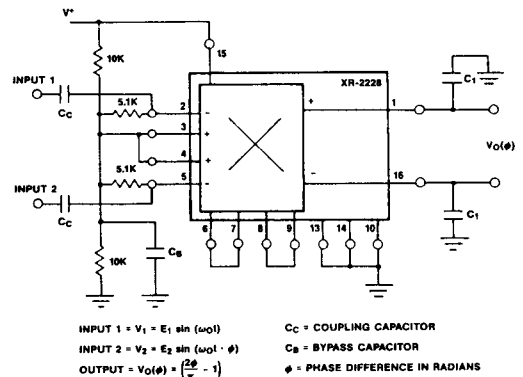 V+
15
XR-2228
10K
INPUT 1
CC
5.1K
2
-
3
+
4
+
5.1K
5
-
INPUT 2
CC
10K
CB
+
1
C1
VO(ϕ)
-
16
C1
6
7
8
9
13
14
10
INPUT 1 = V1 = E1 sin (ωOt)
INPUT 2 = V2 = E2 sin (ωOt · ϕ)
OUTPUT = VO(ϕ) = (2ϕ/π - 1)
CC = COUPLING CAPACITOR
CB = BYPASS CAPACITOR
ϕ = PHASE DIFFERENCE IN RADIANS